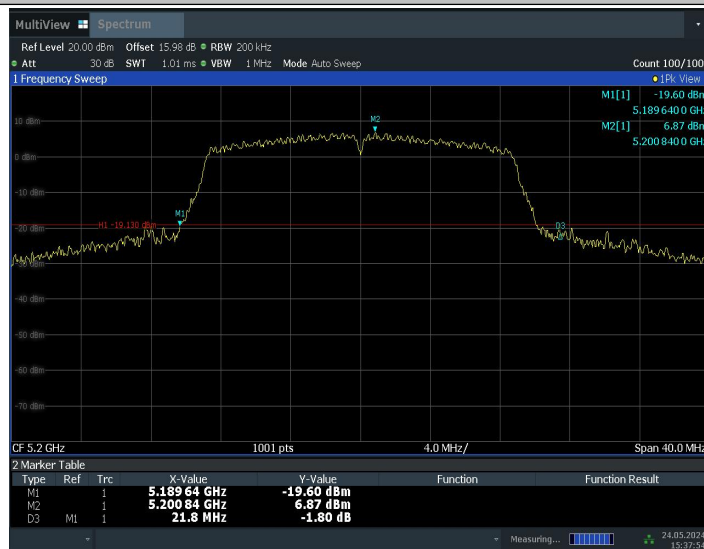 MultiView Spectrum
Ref Level 20.00 dBm Offset 15.98 dB RBW 200 kHz
Att 30 dB SWT 1.01 ms VBW 1 MHz Mode Auto Sweep Count 100/100
1 Frequency Sweep 1Pk View
M1[1] -19.60 dBm
5.189 640 0 GHz
M2[1] 6.87 dBm
5.200 840 0 GHz
10 dBm
M2
0 dBm
-10 dBm
M1
-20 dBm
H1 -19.130 dBm
D3
-30 dBm
-40 dBm
-50 dBm
-60 dBm
-70 dBm
CF 5.2 GHz 1001 pts 4.0 MHz/ Span 40.0 MHz
2 Marker Table
Type Ref Trc X-Value Y-Value Function Function Result
M1 1 5.189 64 GHz -19.60 dBm
M2 1 5.200 84 GHz 6.87 dBm
D3 M1 1 21.8 MHz -1.80 dB
Measuring... 24.05.2024
15:37:54